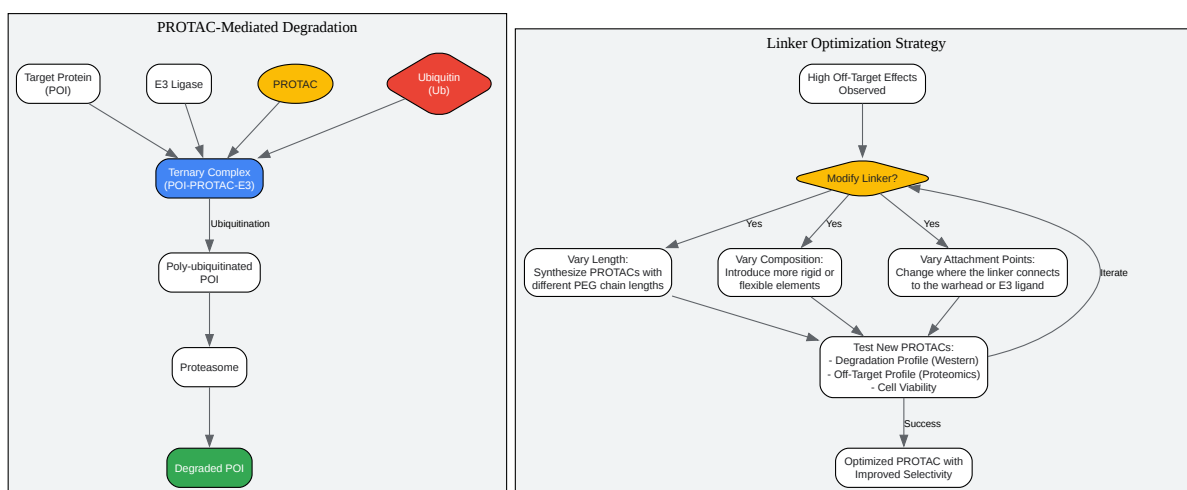 PROTAC-Mediated Degradation
Target Protein
(POI)
E3 Ligase
PROTAC
Ubiquitin
(Ub)
Ternary Complex
(POI-PROTAC-E3)
Ubiquitination
Poly-ubiquitinated
POI
Proteasome
Degraded POI
Linker Optimization Strategy
High Off-Target Effects
Observed
Modify Linker?
Yes
Yes
Yes
Vary Length:
Synthesize PROTACs with
different PEG chain lengths
Vary Composition:
Introduce more rigid or
flexible elements
Vary Attachment Points:
Change where the linker connects
to the warhead or E3 ligand
Iterate
Test New PROTACs:
- Degradation Profile (Western)
- Off-Target Profile (Proteomics)
- Cell Viability
Success
Optimized PROTAC with
Improved Selectivity